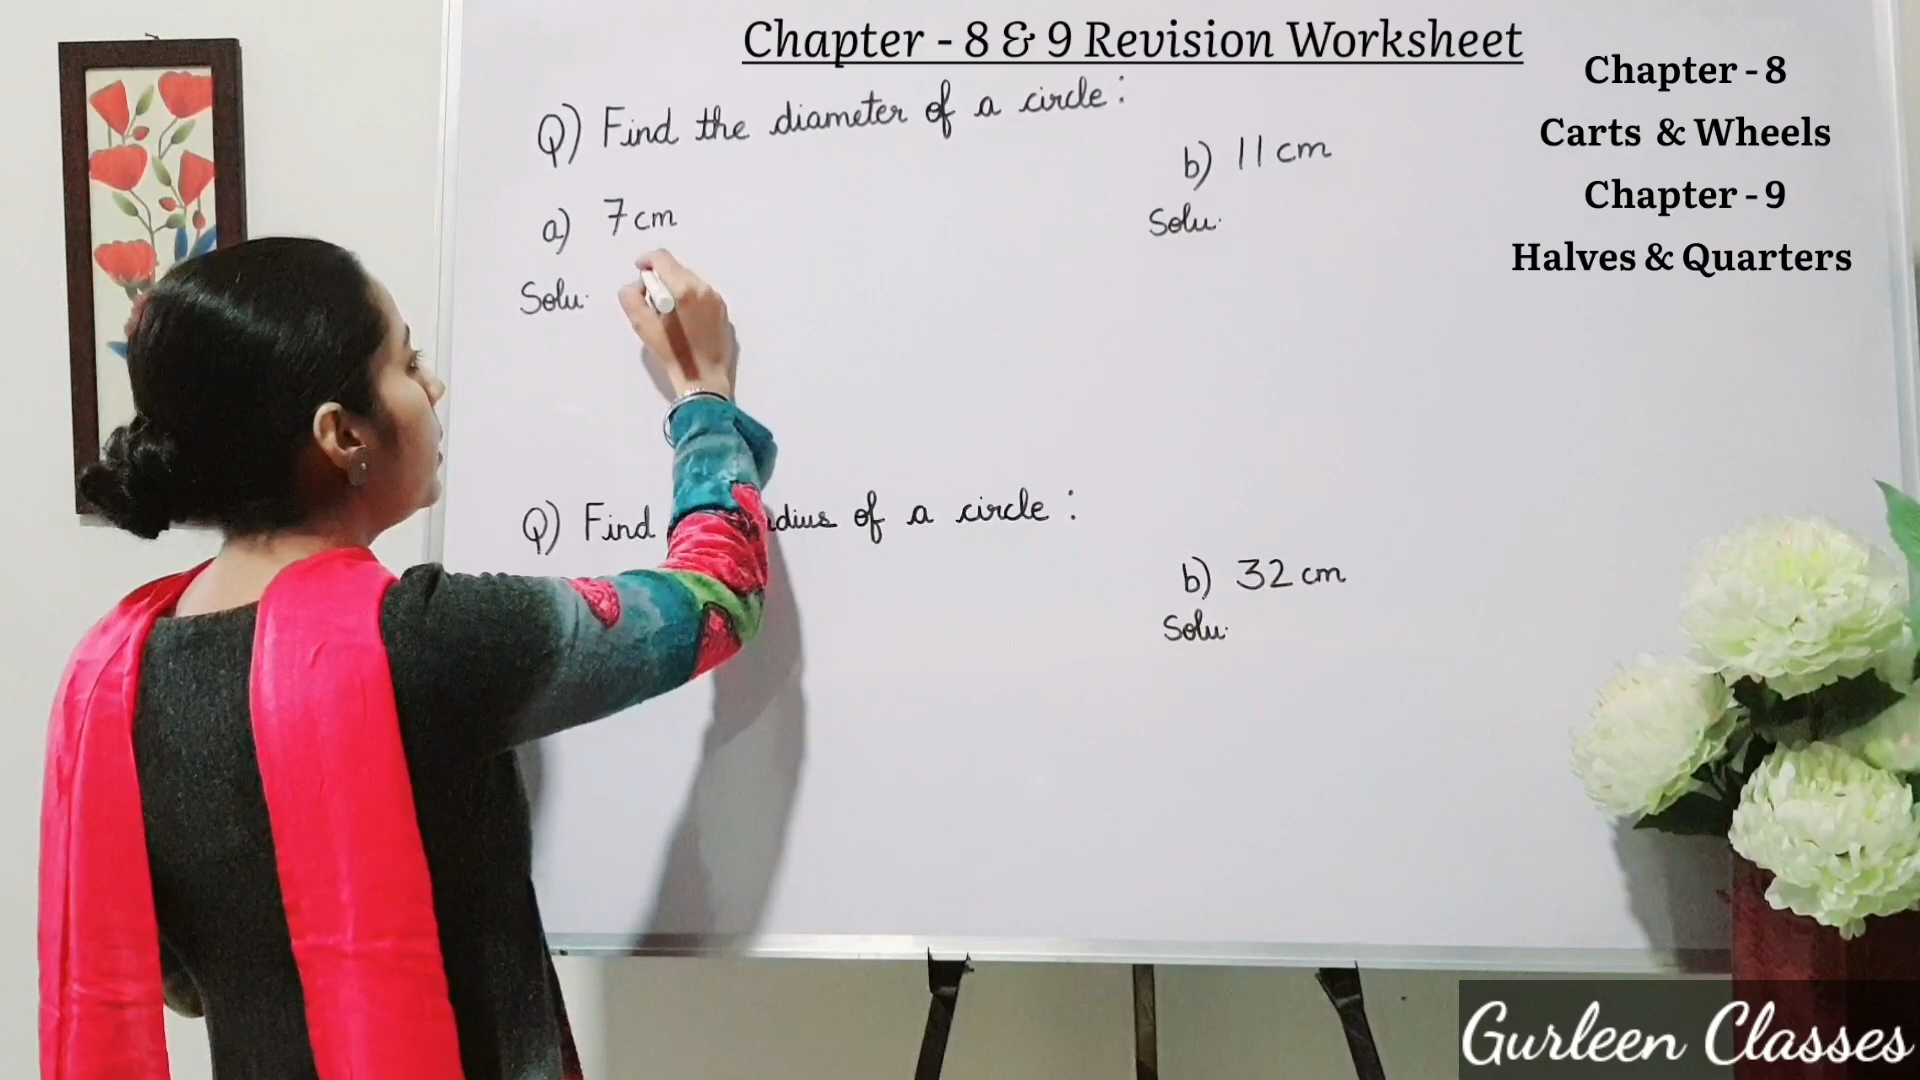 Chapter - 8 & 9 Revision Worksheet
Chapter - 8
Carts & Wheels
Chapter - 9
Halves & Quarters
Q) Find the diameter of a circle :
a) 7 cm
Solu.
b) 11 cm
Solu.
Q) Find dius of a circle :
b) 32 cm
Solu.
Gurleen Classes